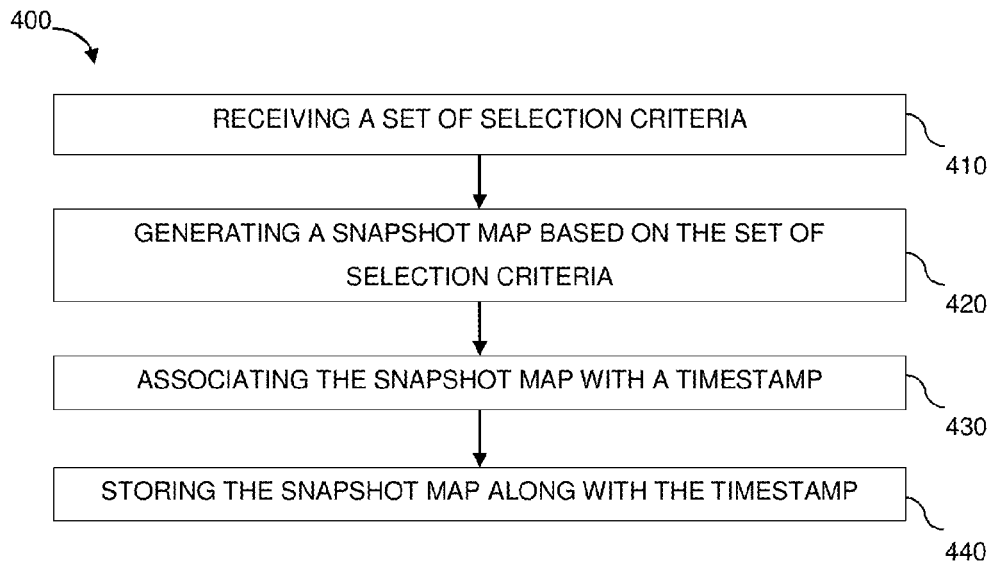 400
RECEIVING A SET OF SELECTION CRITERIA
410
GENERATING A SNAPSHOT MAP BASED ON THE SET OF
SELECTION CRITERIA
420
ASSOCIATING THE SNAPSHOT MAP WITH A TIMESTAMP
430
STORING THE SNAPSHOT MAP ALONG WITH THE TIMESTAMP
440